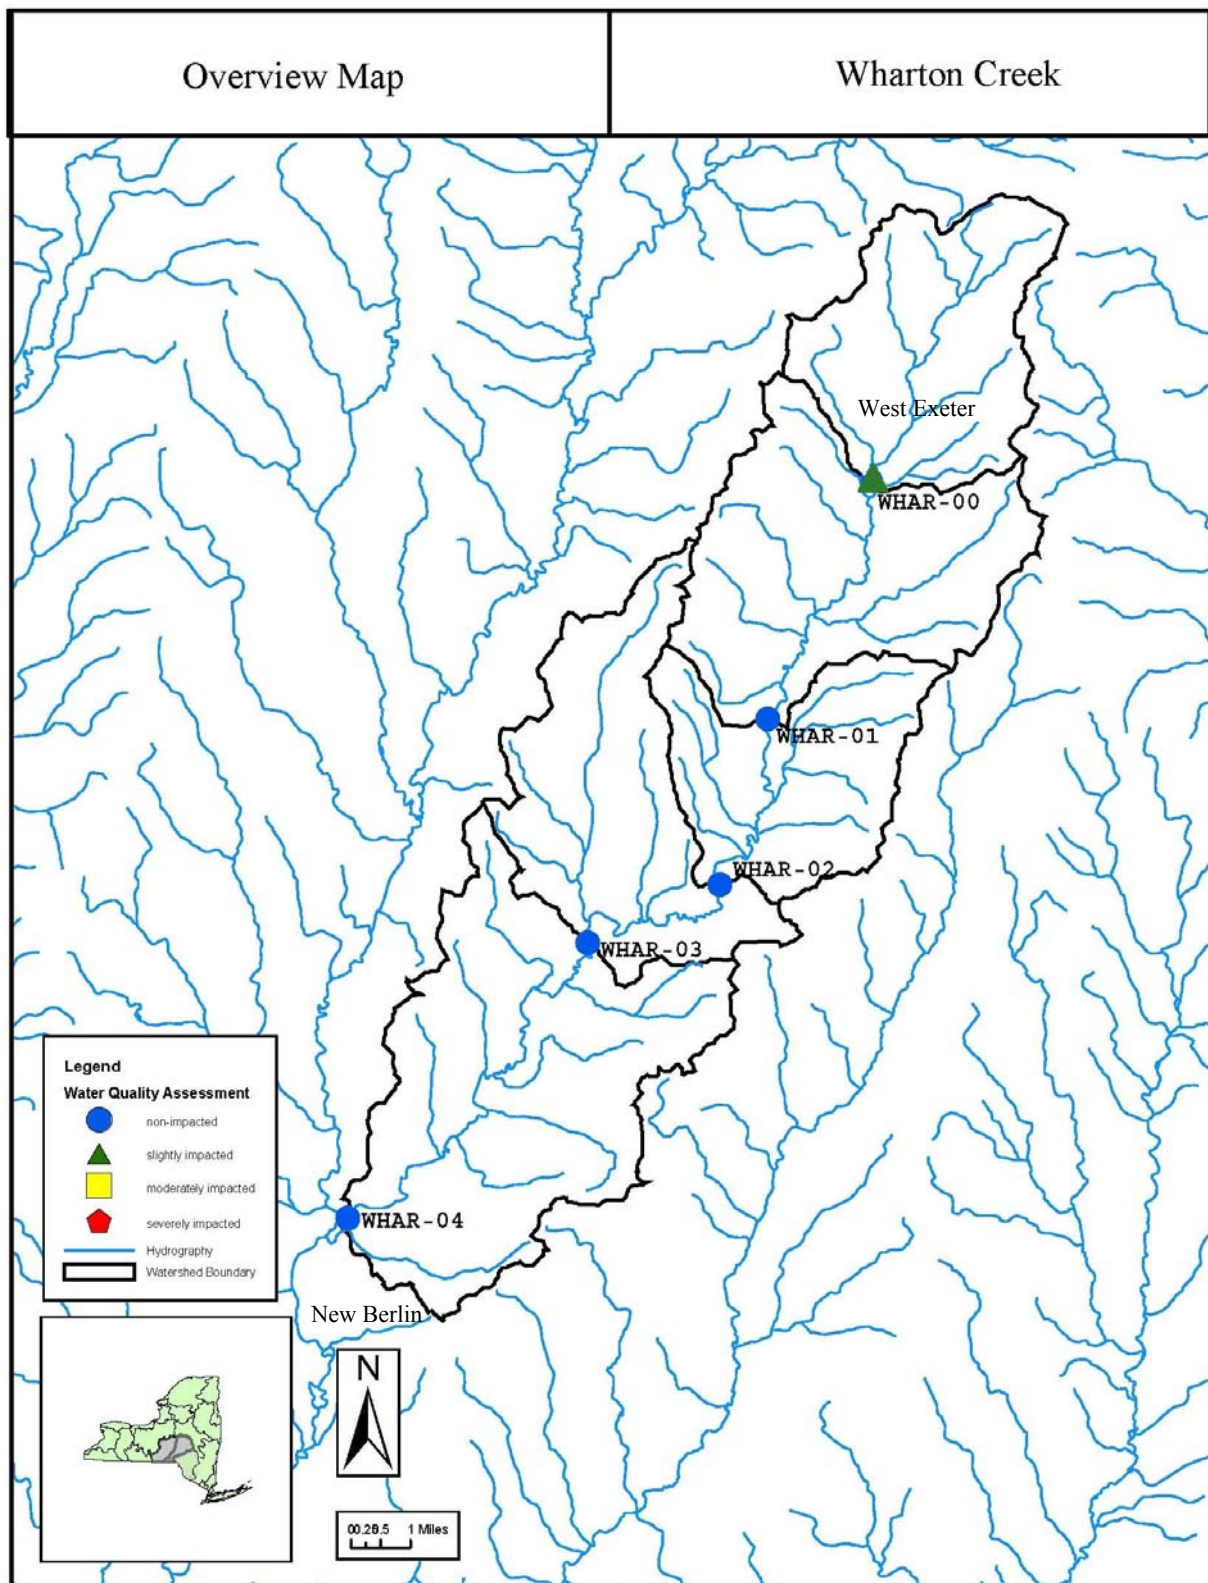 Overview Map
Wharton Creek
West Exeter
WHAR-00
WHAR-01
WHAR-02
WHAR-03
WHAR-04
Legend
Water Quality Assessment
non-impacted
slightly impacted
moderately impacted
severely impacted
Hydrography
Watershed Boundary
New Berlin
N
1 Miles